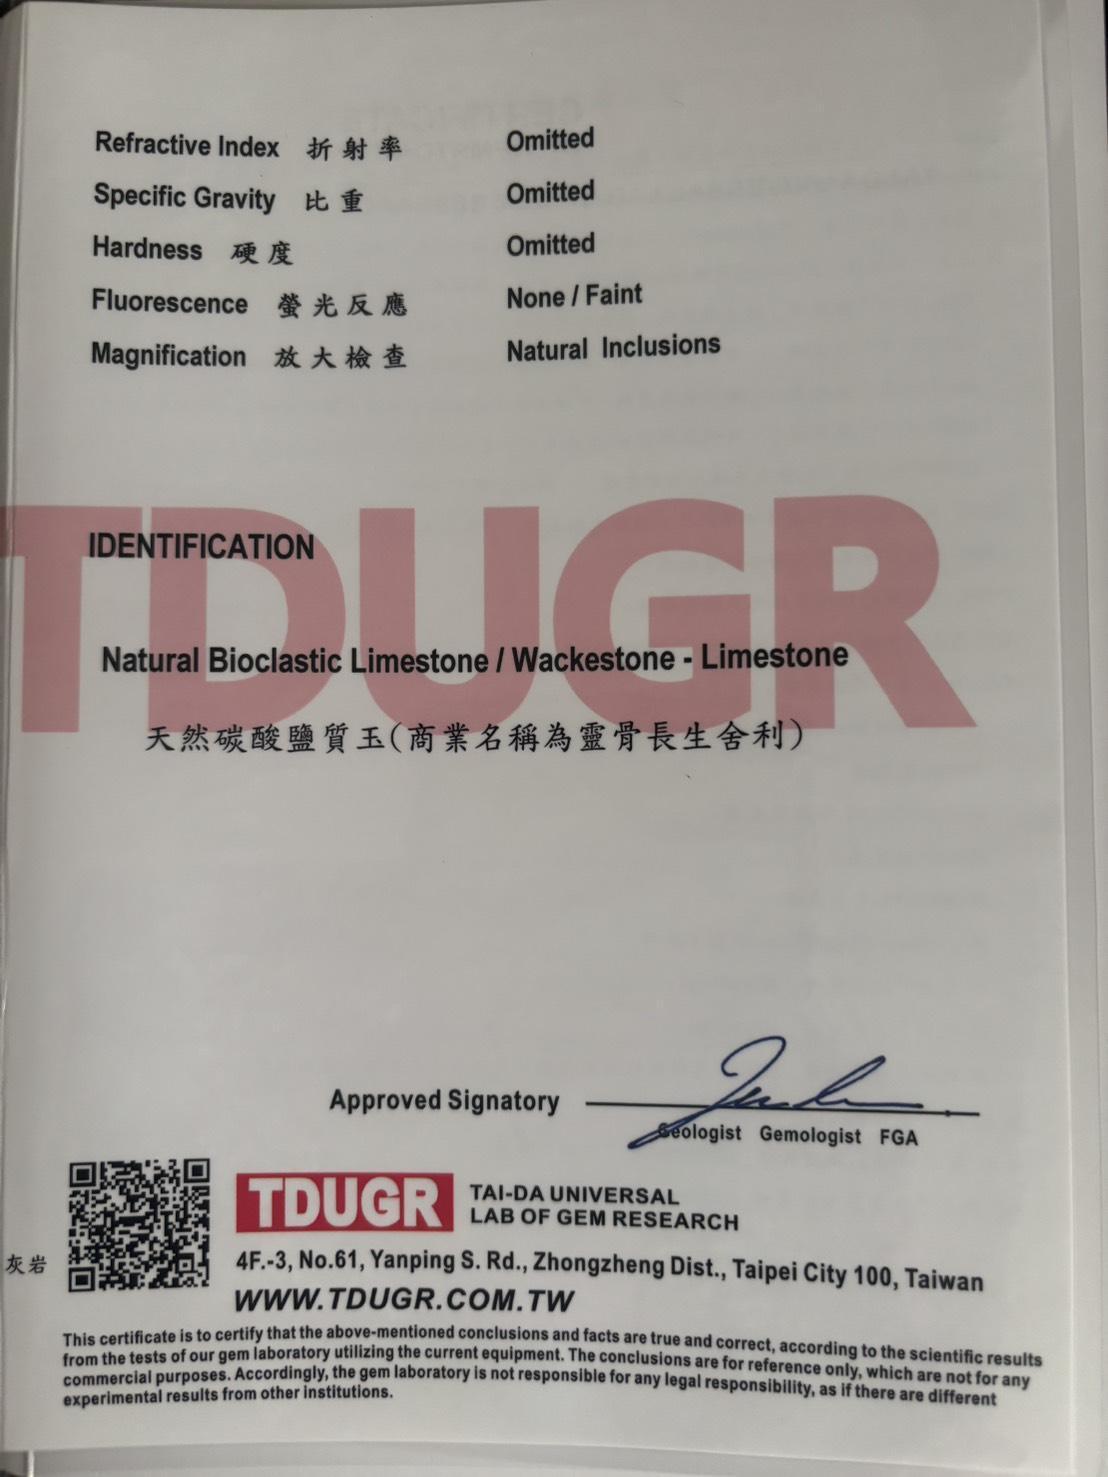 Refractive Index 折射率 Omitted
Specific Gravity 比重 Omitted
Hardness 硬度 Omitted
Fluorescence 螢光反應 None / Faint
Magnification 放大檢查 Natural Inclusions
TDUGR
IDENTIFICATION
Natural Bioclastic Limestone / Wackestone - Limestone
天然碳酸鹽質玉(商業名稱為靈骨長生舍利)
Approved Signatory
Geologist Gemologist FGA
灰岩
TDUGR TAI-DA UNIVERSAL
LAB OF GEM RESEARCH
4F.-3, No.61, Yanping S. Rd., Zhongzheng Dist., Taipei City 100, Taiwan
WWW.TDUGR.COM.TW
This certificate is to certify that the above-mentioned conclusions and facts are true and correct, according to the scientific results
from the tests of our gem laboratory utilizing the current equipment. The conclusions are for reference only, which are not for any
commercial purposes. Accordingly, the gem laboratory is not responsible for any legal responsibility, as if there are different
experimental results from other institutions.